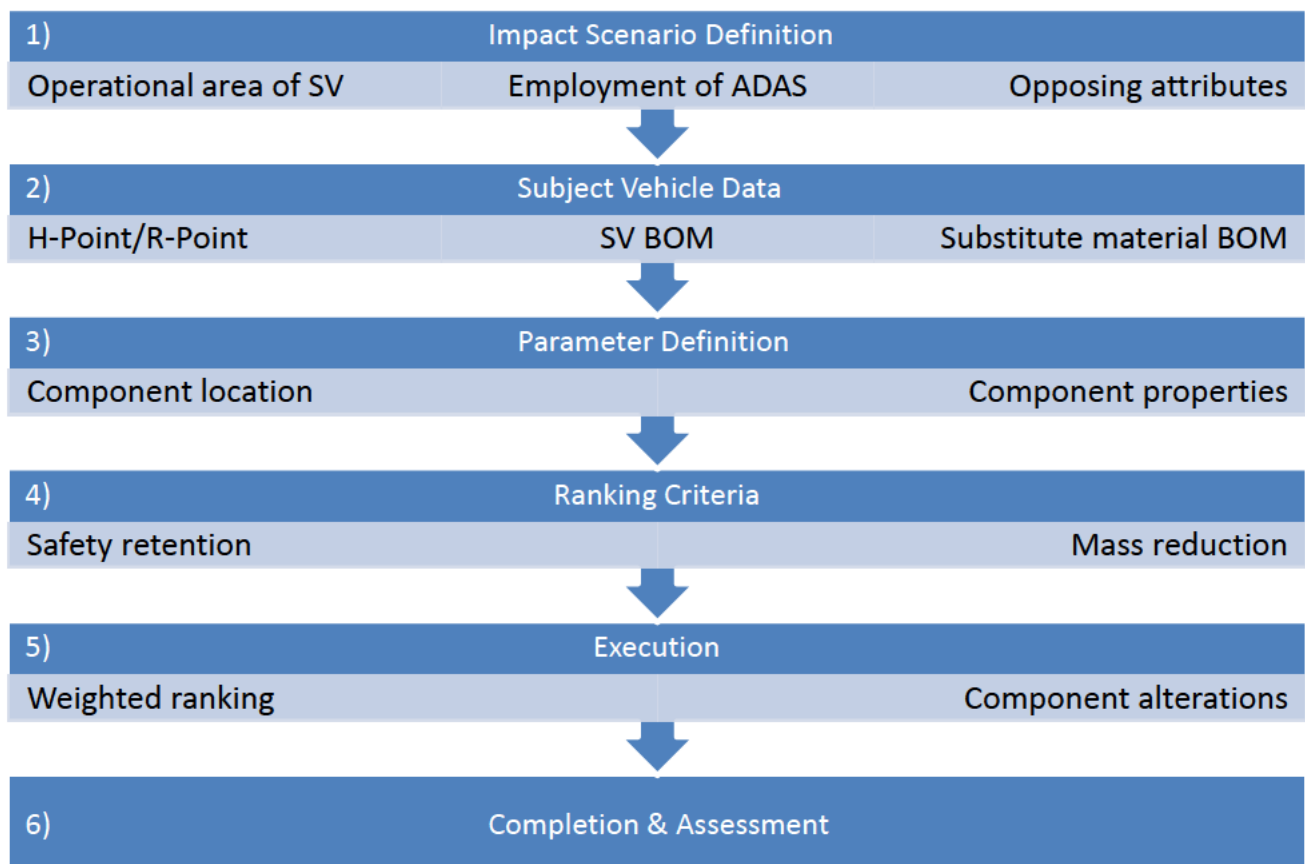 1) Impact Scenario Definition
Operational area of SV Employment of ADAS Opposing attributes
2) Subject Vehicle Data
H-Point/R-Point SV BOM Substitute material BOM
3) Parameter Definition
Component location Component properties
4) Ranking Criteria
Safety retention Mass reduction
5) Execution
Weighted ranking Component alterations
6) Completion & Assessment